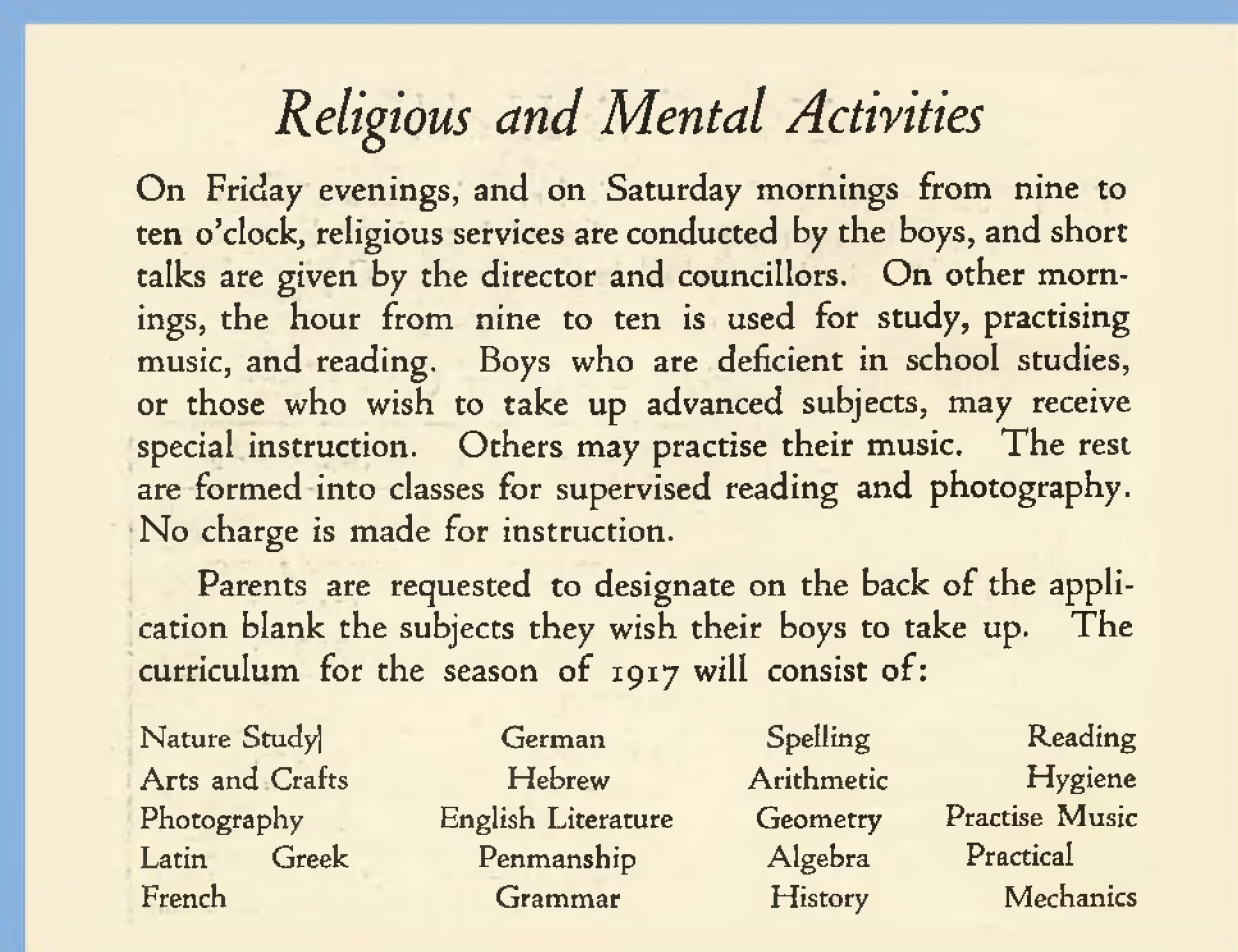 Religious and Mental Activities
On Friday evenings, and on Saturday mornings from nine to
ten o'clock, religious services are conducted by the boys, and short
talks are given by the director and councillors. On other morn-
ings, the hour from nine to ten is used for study, practising
music, and reading. Boys who are deficient in school studies,
or those who wish to take up advanced subjects, may receive
special instruction. Others may practise their music. The rest
are formed into classes for supervised reading and photography.
No charge is made for instruction.
Parents are requested to designate on the back of the appli-
cation blank the subjects they wish their boys to take up. The
curriculum for the season of 1917 will consist of:
Nature Study German Spelling Reading
Arts and Crafts Hebrew Arithmetic Hygiene
Photography English Literature Geometry Practise Music
Latin Greek Penmanship Algebra Practical
French Grammar History Mechanics